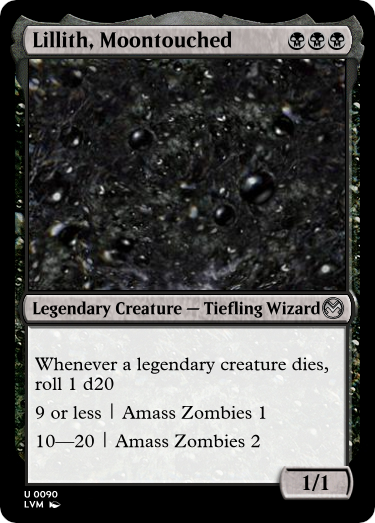 Lillith, Moontouched
Legendary Creature — Tiefling Wizard
Whenever a legendary creature dies,
roll 1 d20
9 or less | Amass Zombies 1
10—20 | Amass Zombies 2
1/1
U 0090
LVM